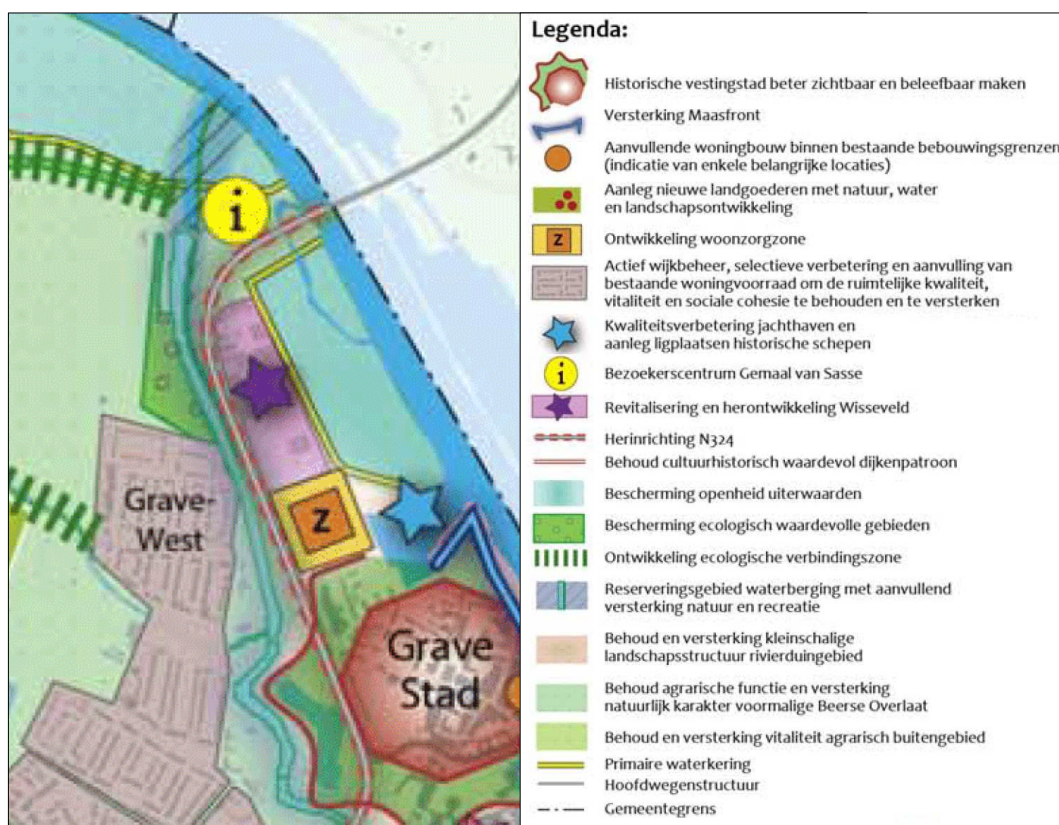 i
Grave-
West
Z
Grave
Stad
Legenda:
Historische vestingstad beter zichtbaar en beleefbaar maken
Versterking Maasfront
Aanvullende woningbouw binnen bestaande bebouwingsgrenzen
(indicatie van enkele belangrijke locaties)
Aanleg nieuwe landgoederen met natuur, water
en landschapsontwikkeling
Z
Ontwikkeling woonzorgzone
Actief wijkbeheer, selectieve verbetering en aanvulling van
bestaande woningvoorraad om de ruimtelijke kwaliteit,
vitaliteit en sociale cohesie te behouden en te versterken
Kwaliteitsverbetering jachthaven en
aanleg ligplaatsen historische schepen
i
Bezoekerscentrum Gemaal van Sasse
Revitalisering en herontwikkeling Wisseveld
Herinrichting N324
Behoud cultuurhistorisch waardevol dijkenpatroon
Bescherming openheid uiterwaarden
Bescherming ecologisch waardevolle gebieden
Ontwikkeling ecologische verbindingszone
Reserveringsgebied waterberging met aanvullend
versterking natuur en recreatie
Behoud en versterking kleinschalige
landschapsstructuur rivierduingebied
Behoud agrarische functie en versterking
natuurlijk karakter voormalige Beerse Overlaat
Behoud en versterking vitaliteit agrarisch buitengebied
Primaire waterkering
Hoofdwegenstructuur
Gemeentegrens